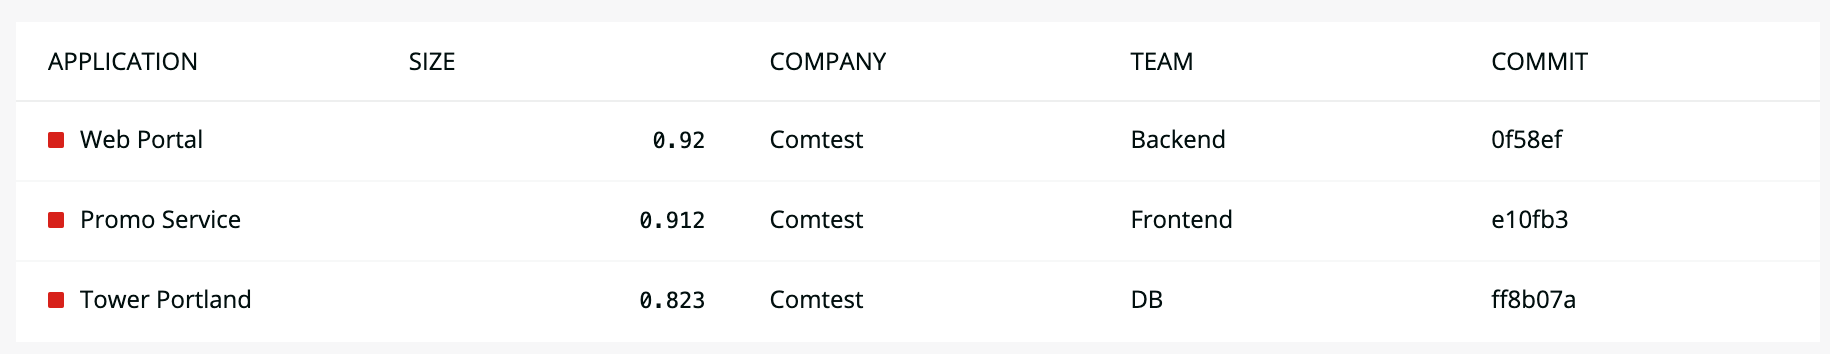 APPLICATION SIZE COMPANY TEAM COMMIT
Web Portal 0.92 Comtest Backend 0f58ef
Promo Service 0.912 Comtest Frontend e10fb3
Tower Portland 0.823 Comtest DB ff8b07a